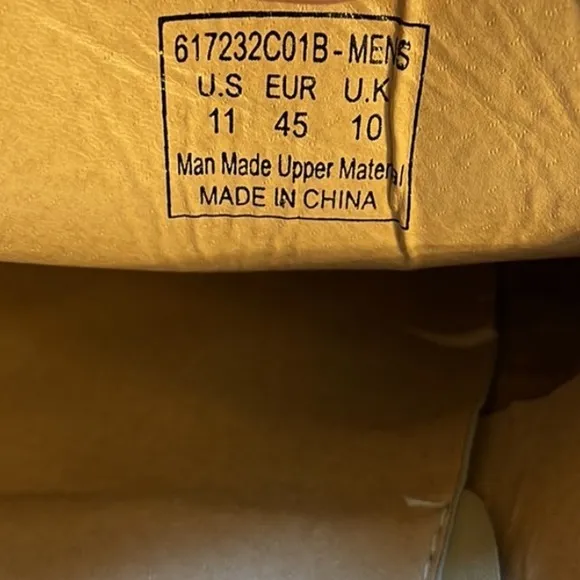 617232C01B - MENS
U.S EUR U.K
11 45 10
Man Made Upper Material
MADE IN CHINA